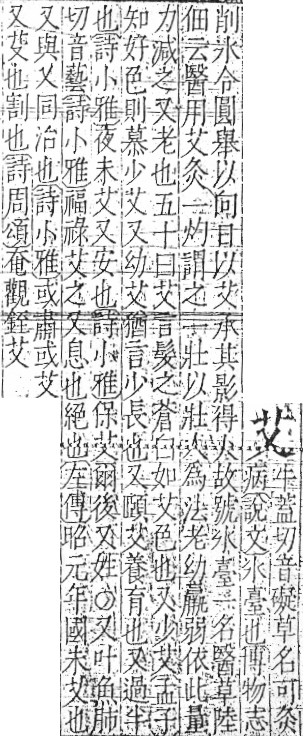 艾
牛蓋切音礙草名可灸
病說文氷臺也博物志
削氷令圓舉以向日以艾承其影得火故號氷臺一名醫草陸
佃云醫用艾灸一灼謂之一壯以壯人為法老幼羸弱依此量
力減之又老也五十曰艾言髮之蒼白如艾色也又少艾孟子
知好色則慕少艾又幼艾猶言少長也又頤艾養育也又過半
也詩小雅夜未艾又安也詩小雅保艾爾後又姓○又叶魚肺
切音藝詩小雅福祿艾之又息也絕也左傳昭元年國未艾也
又與乂同治也詩小雅或肅或艾
又芟也割也詩周頌奄觀銍艾